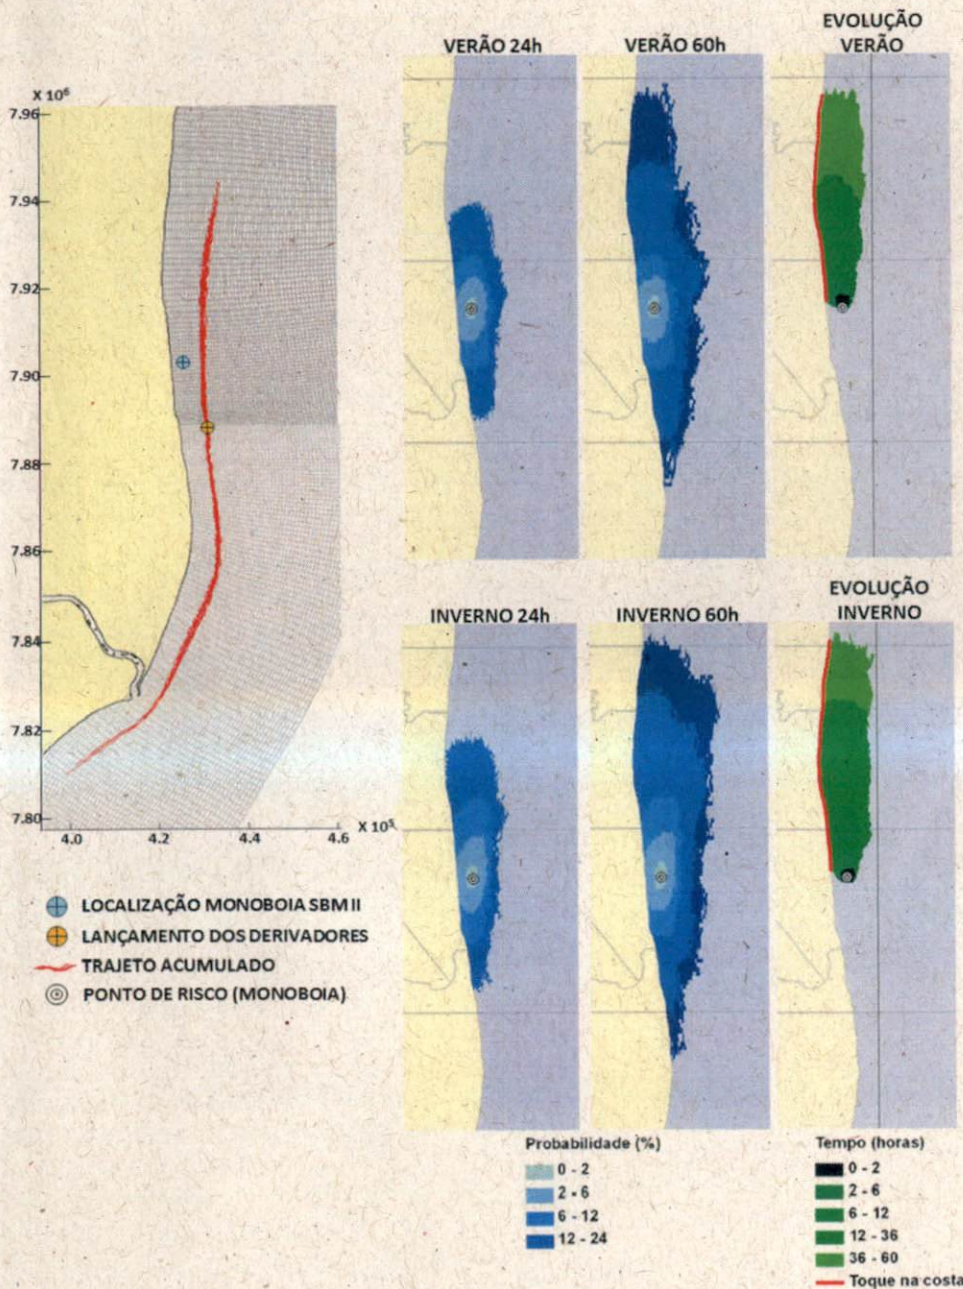 X 10⁶
7.96
7.94
7.92
7.90
7.88
7.86
7.84
7.82
7.80
4.0
4.2
4.4
4.6
X 10⁵
LOCALIZAÇÃO MONOBOIA SBM II
LANÇAMENTO DOS DERIVADORES
TRAJETO ACUMULADO
PONTO DE RISCO (MONOBOIA)
VERÃO 24h
VERÃO 60h
EVOLUÇÃO
VERÃO
INVERNO 24h
INVERNO 60h
EVOLUÇÃO
INVERNO
Probabilidade (%)
0 - 2
2 - 6
6 - 12
12 - 24
Tempo (horas)
0 - 2
2 - 6
6 - 12
12 - 36
36 - 60
Toque na costa